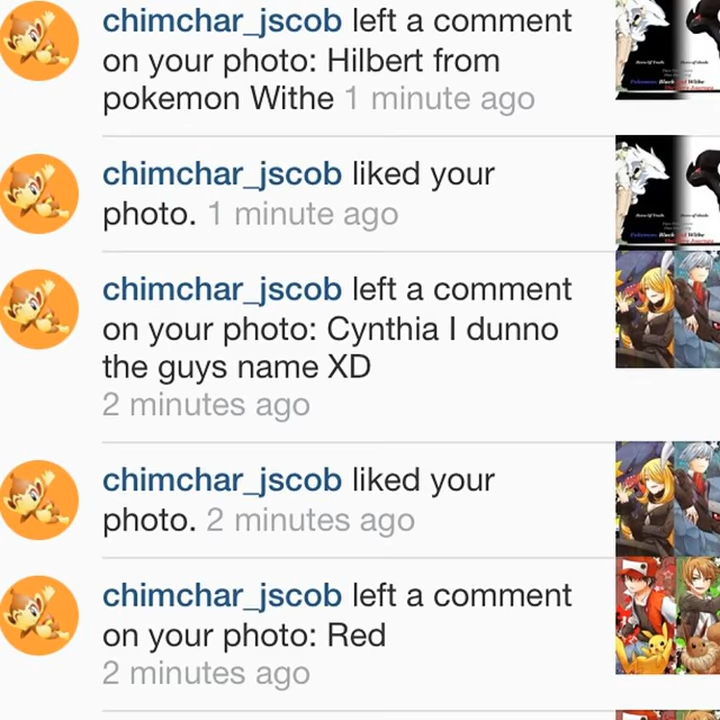 chimchar_jscob left a comment
on your photo: Hilbert from
pokemon Withe 1 minute ago
chimchar_jscob liked your
photo. 1 minute ago
chimchar_jscob left a comment
on your photo: Cynthia I dunno
the guys name XD
2 minutes ago
chimchar_jscob liked your
photo. 2 minutes ago
chimchar_jscob left a comment
on your photo: Red
2 minutes ago